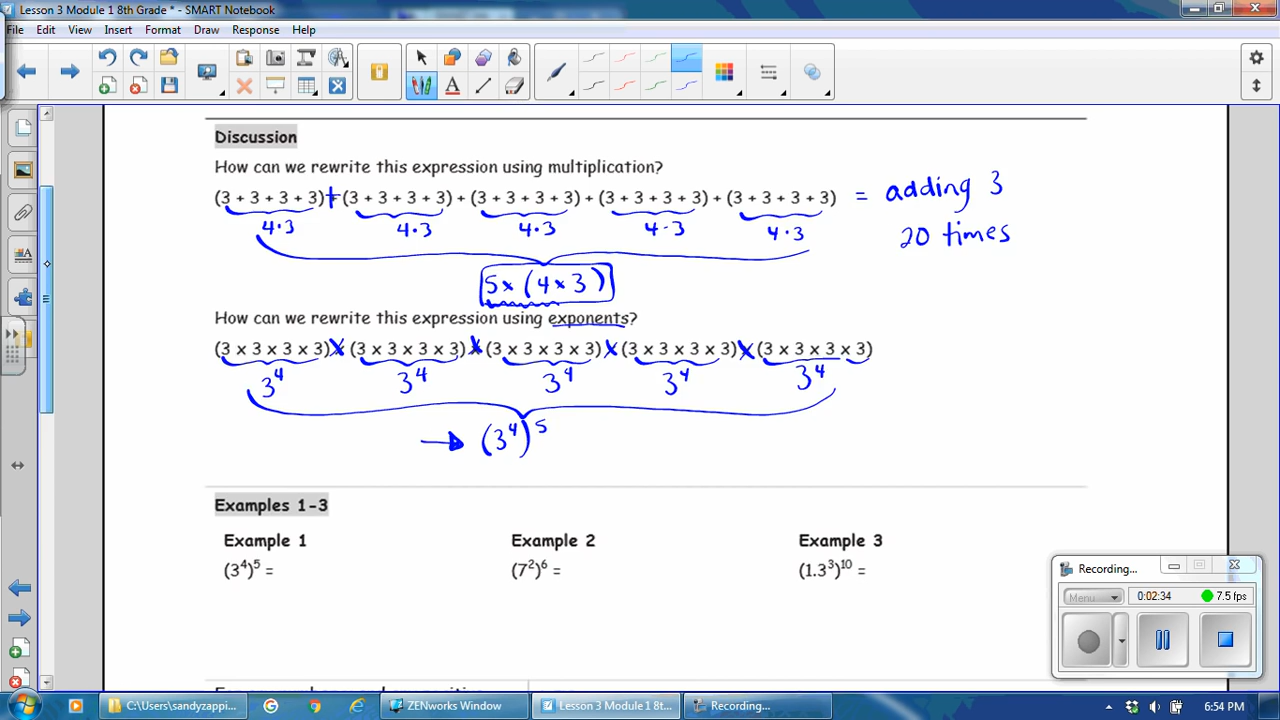 Lesson 3 Module 1 8th Grade * - SMART Notebook
File Edit View Insert Format Draw Response Help
Discussion
How can we rewrite this expression using multiplication?
(3 + 3 + 3 + 3) + (3 + 3 + 3 + 3) + (3 + 3 + 3 + 3) + (3 + 3 + 3 + 3) + (3 + 3 + 3 + 3) = adding 3
4·3 4·3 4·3 4·3 4·3 20 times
5x(4x3)
How can we rewrite this expression using exponents?
(3 x 3 x 3 x 3) x (3 x 3 x 3 x 3) x (3 x 3 x 3 x 3) x (3 x 3 x 3 x 3) x (3 x 3 x 3 x 3)
3⁴ 3⁴ 3⁴ 3⁴ 3⁴
→ (3⁴)⁵
Examples 1-3
Example 1 Example 2 Example 3
(3⁴)⁵ = (7²)⁶ = (1.3³)¹⁰ =
Recording...
Menu 0:02:34 7.5 fps
C:\Users\sandyzappi... ZENworks Window Lesson 3 Module 1 8t... Recording... 6:54 PM